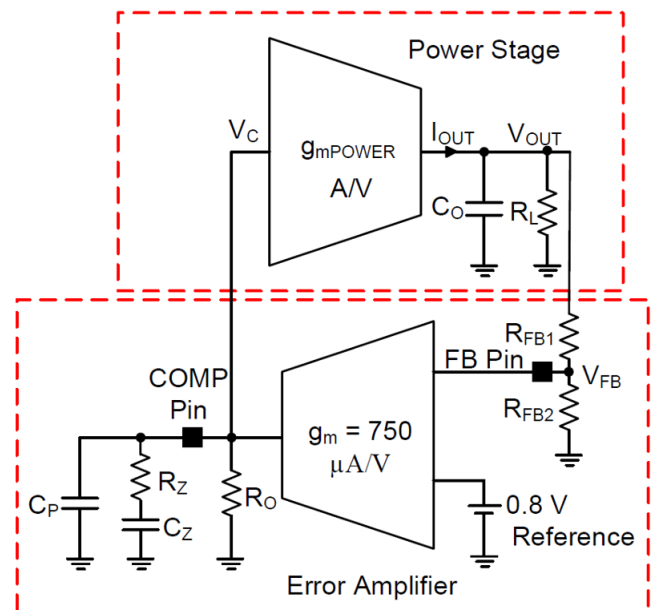 Power Stage
V_C
g_mPOWER
A/V
I_OUT
V_OUT
C_O
R_L
R_FB1
FB Pin
V_FB
R_FB2
COMP
Pin
g_m = 750
μA/V
R_Z
C_P
C_Z
R_O
0.8 V
Reference
Error Amplifier